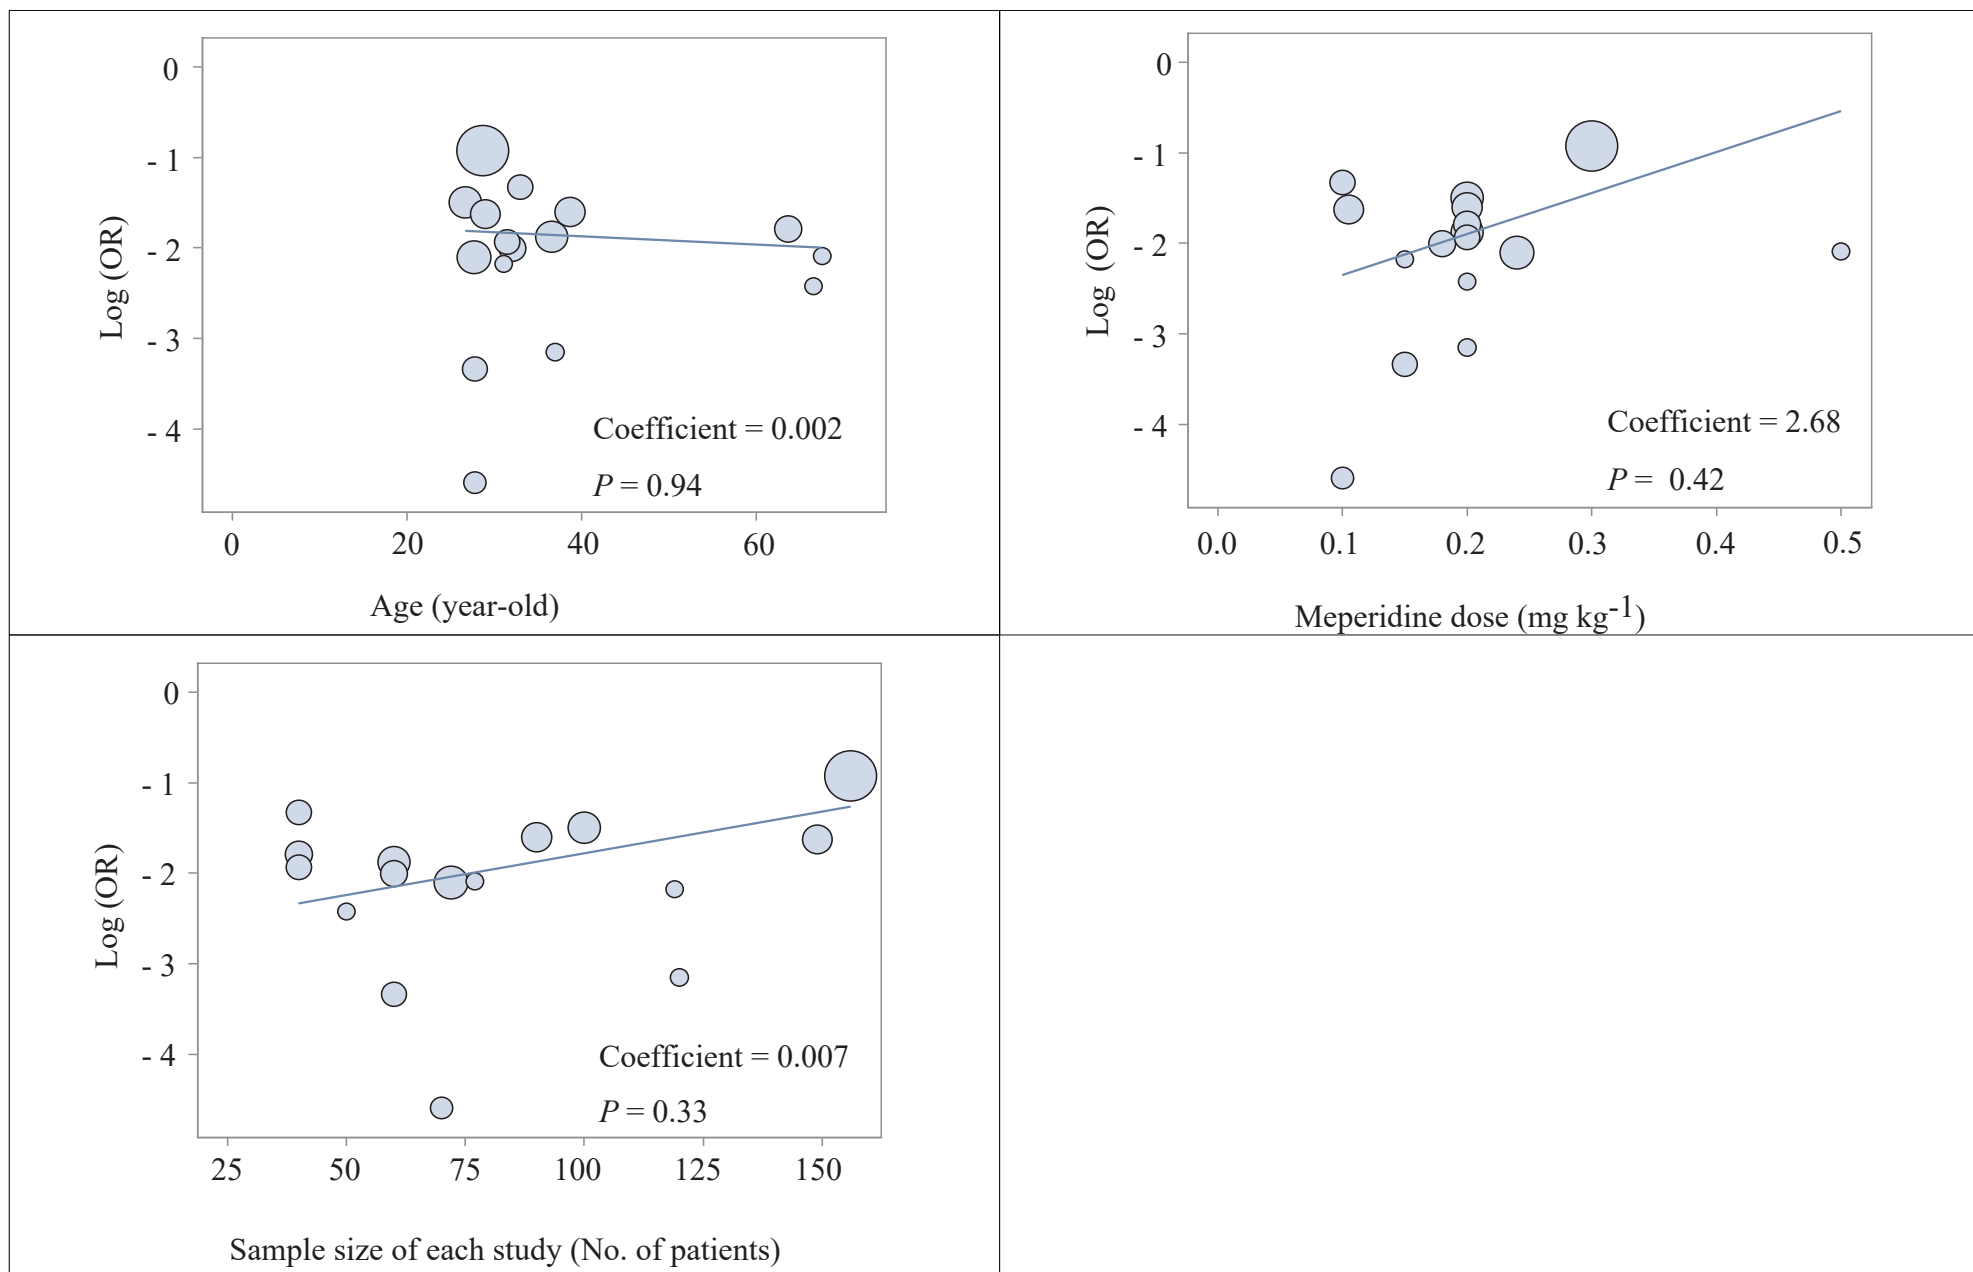 0
- 1
- 2
- 3
- 4
Log (OR)
Coefficient = 0.002
P = 0.94
0 20 40 60
Age (year-old)
0
- 1
- 2
- 3
- 4
Log (OR)
Coefficient = 2.68
P = 0.42
0.0 0.1 0.2 0.3 0.4 0.5
Meperidine dose (mg kg-1)
0
- 1
- 2
- 3
- 4
Log (OR)
Coefficient = 0.007
P = 0.33
25 50 75 100 125 150
Sample size of each study (No. of patients)